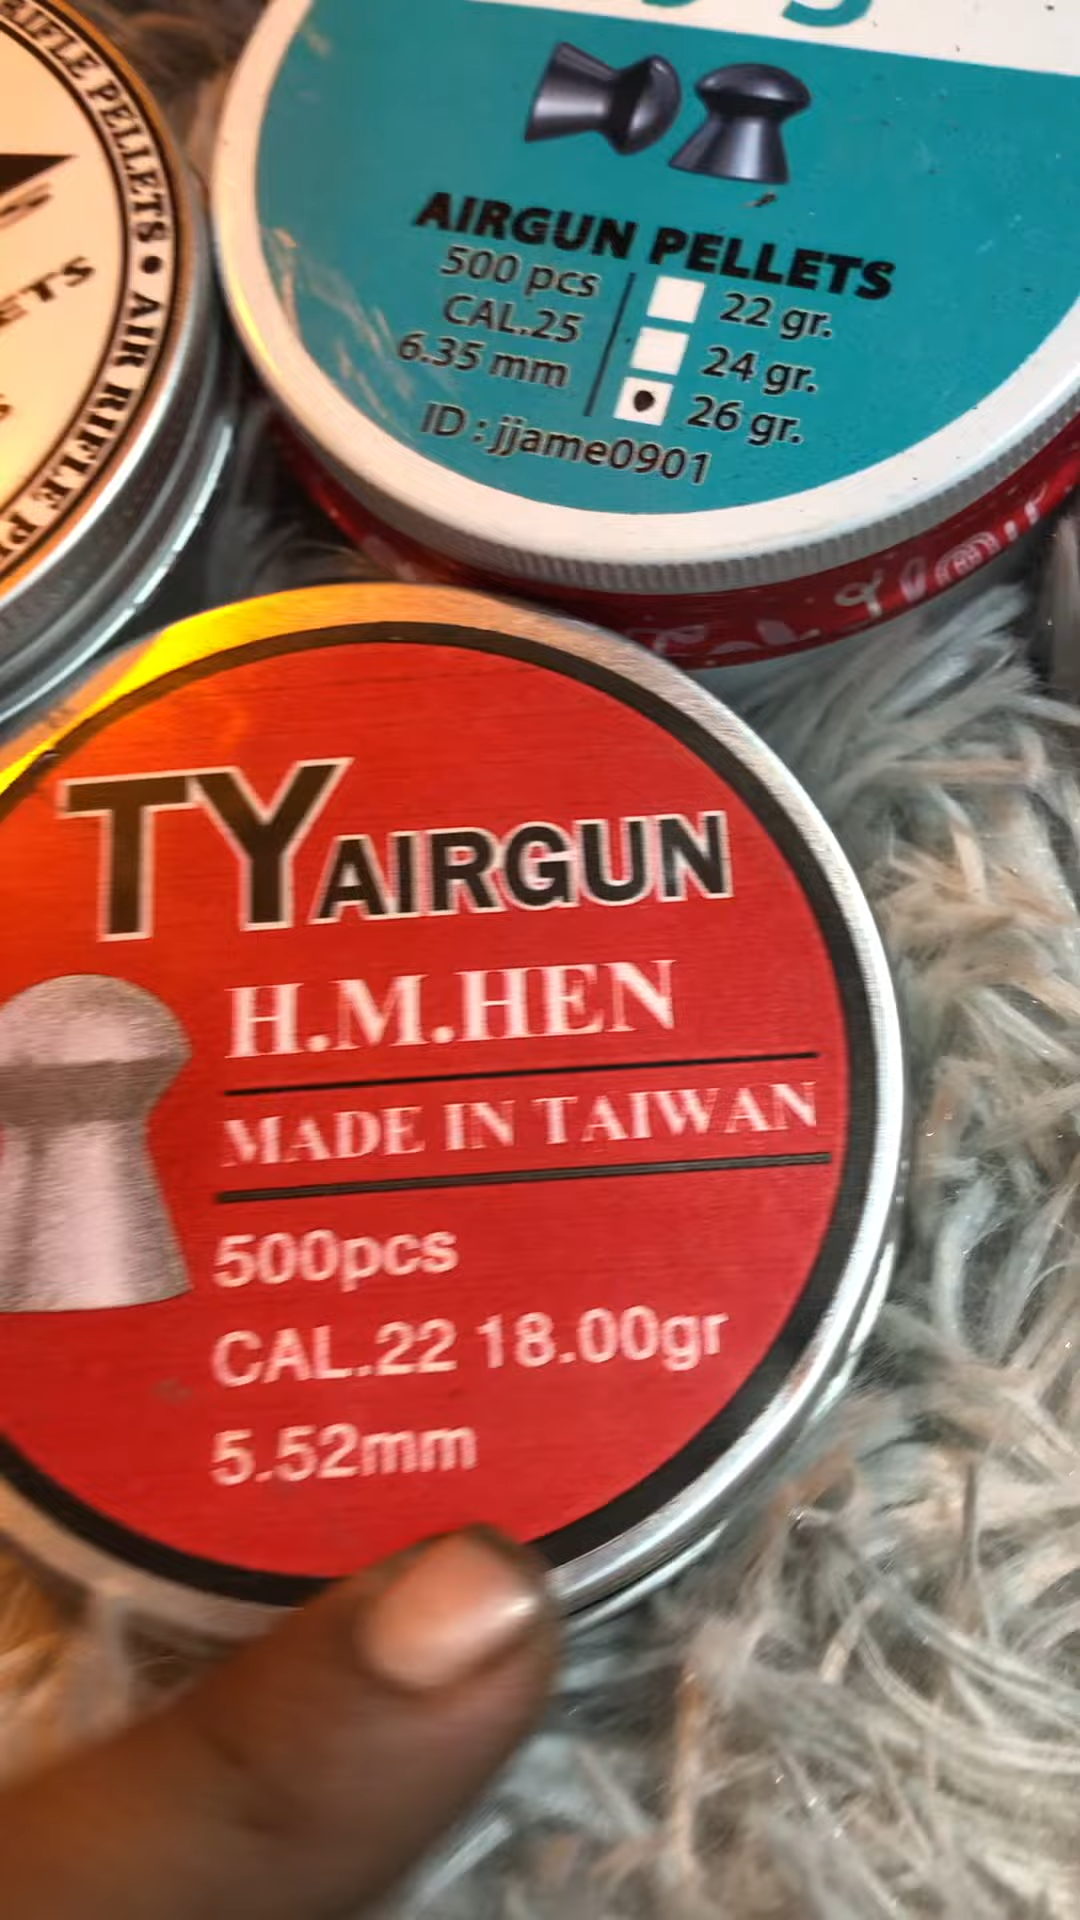 RIFLE PELLETS • AIR RIFLE
AIRGUN PELLETS
500 pcs
CAL.25
6.35 mm
22 gr.
24 gr.
26 gr.
ID : jjame0901
TY AIRGUN
H.M.HEN
MADE IN TAIWAN
500pcs
CAL.22 18.00gr
5.52mm